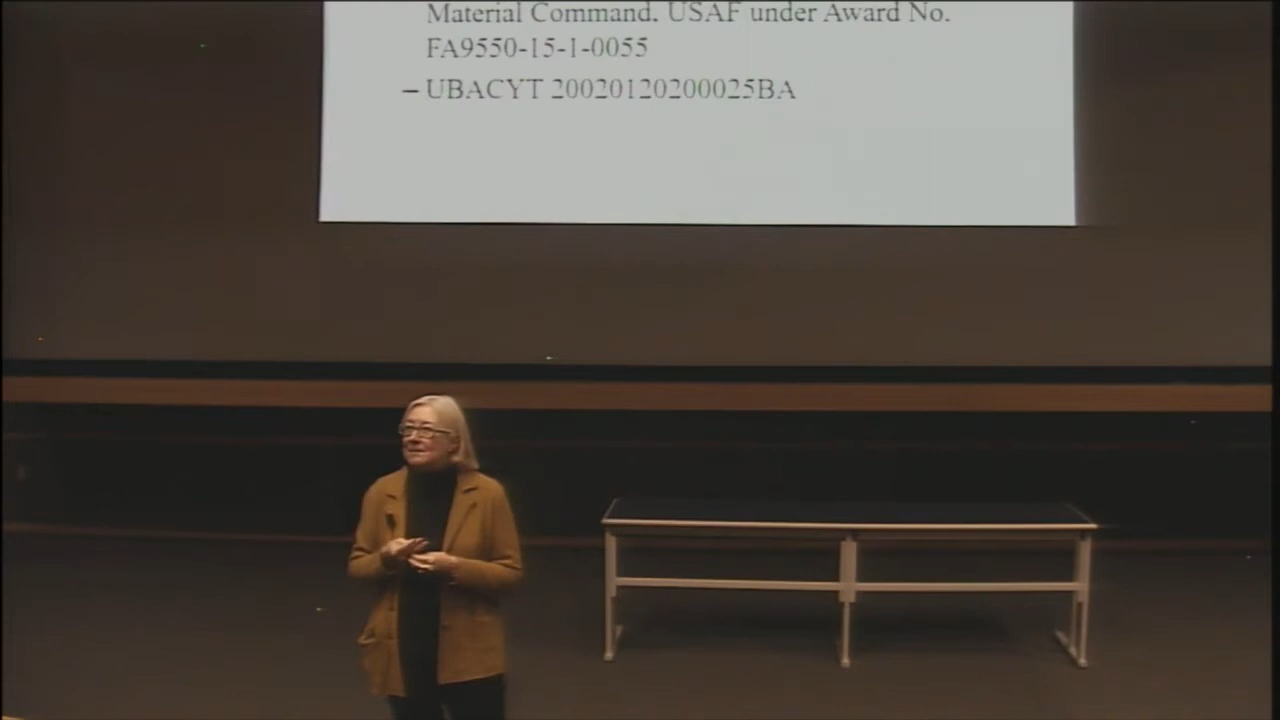 Material Command. USAF under Award No.
FA9550-15-1-0055
– UBACYT 20020120200025BA